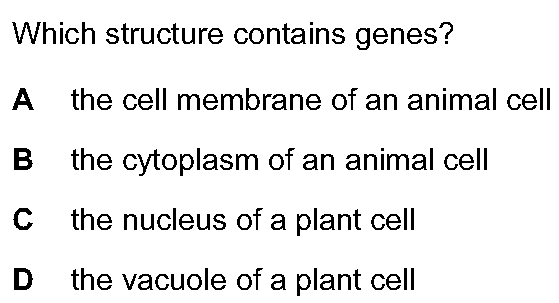 Which structure contains genes?
A the cell membrane of an animal cell
B the cytoplasm of an animal cell
C the nucleus of a plant cell
D the vacuole of a plant cell